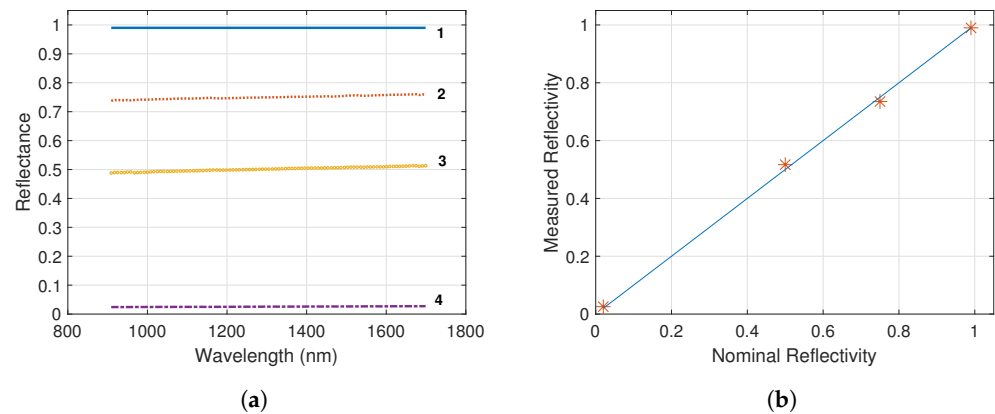 1
0.9
0.8
0.7
0.6
0.5
0.4
0.3
0.2
0.1
0
Reflectance
800 1000 1200 1400 1600 1800
Wavelength (nm)
1
2
3
4
(a)
1
0.8
0.6
0.4
0.2
0
Measured Reflectivity
0 0.2 0.4 0.6 0.8 1
Nominal Reflectivity
(b)